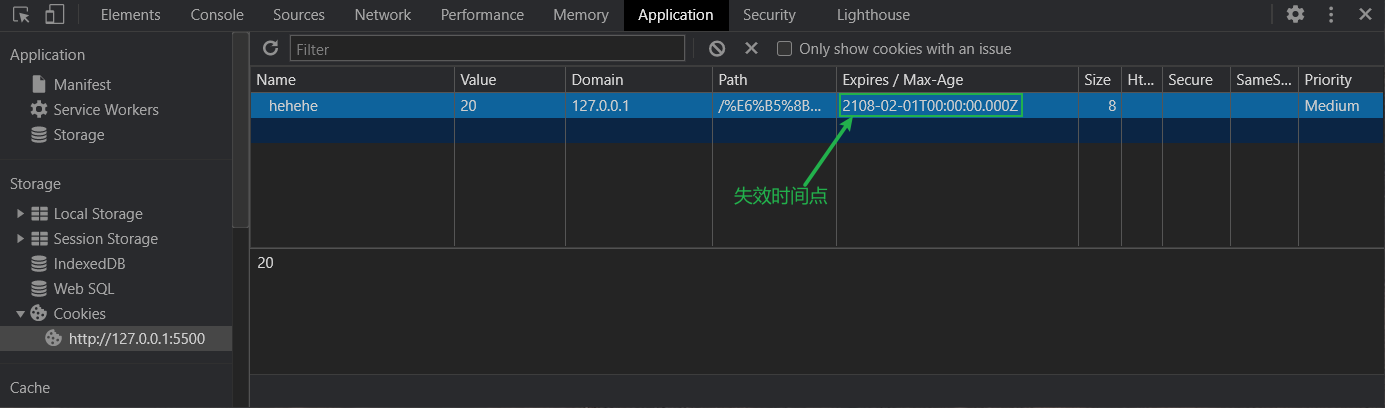 Elements Console Sources Network Performance Memory Application Security Lighthouse
Application
Manifest
Service Workers
Storage
Storage
Local Storage
Session Storage
IndexedDB
Web SQL
Cookies
http://127.0.0.1:5500
Cache
Filter
Only show cookies with an issue
Name Value Domain Path Expires / Max-Age Size Ht... Secure SameS... Priority
hehehe 20 127.0.0.1 /%E6%B5%8B... 2108-02-01T00:00:00.000Z 8 Medium
失效时间点
20